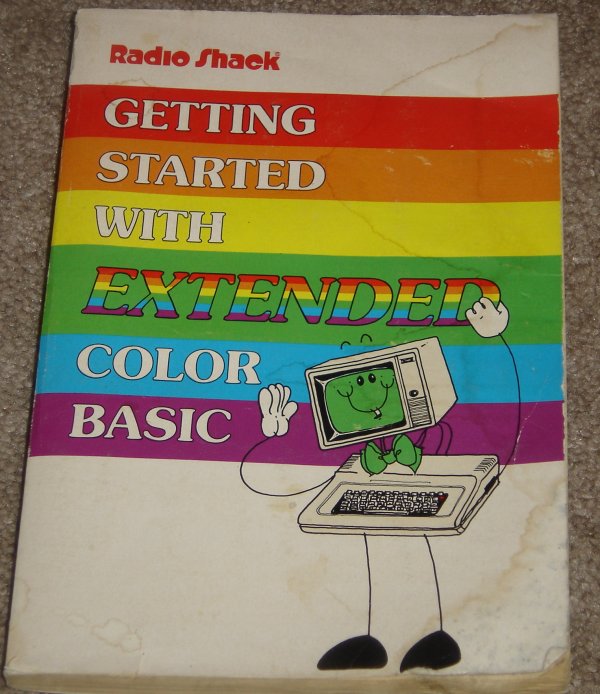 Radio Shack®
GETTING
STARTED
WITH
EXTENDED
COLOR
BASIC